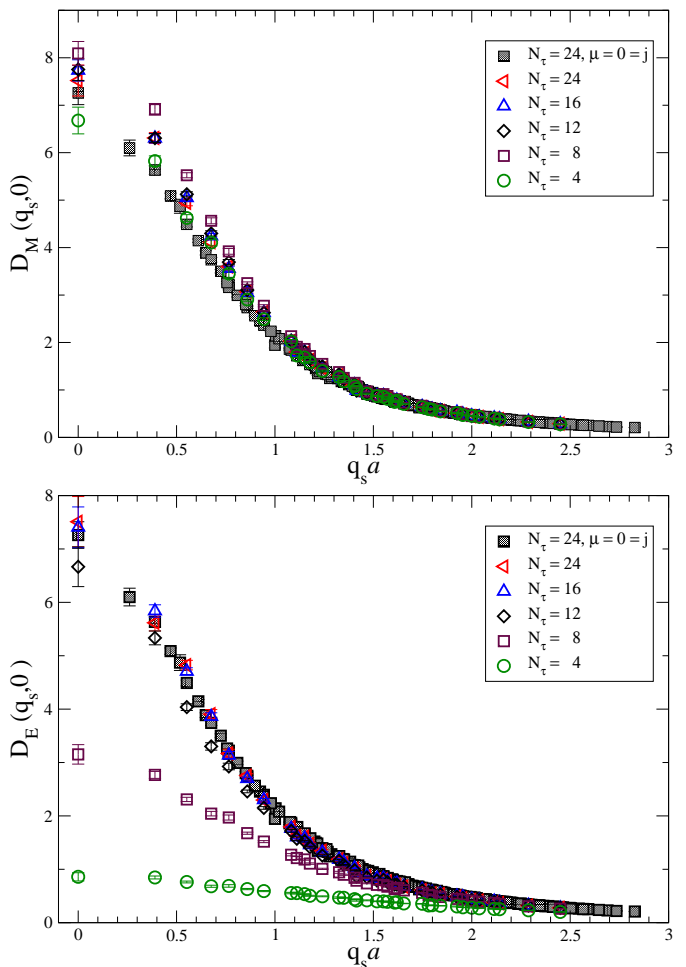 8
6
4
2
0
D_M (q_s,0)
N_τ = 24, μ = 0 = j
N_τ = 24
N_τ = 16
N_τ = 12
N_τ = 8
N_τ = 4
0 0.5 1 1.5 2 2.5 3
q_s a
8
6
4
2
0
D_E (q_s,0)
N_τ = 24, μ = 0 = j
N_τ = 24
N_τ = 16
N_τ = 12
N_τ = 8
N_τ = 4
0 0.5 1 1.5 2 2.5 3
q_s a